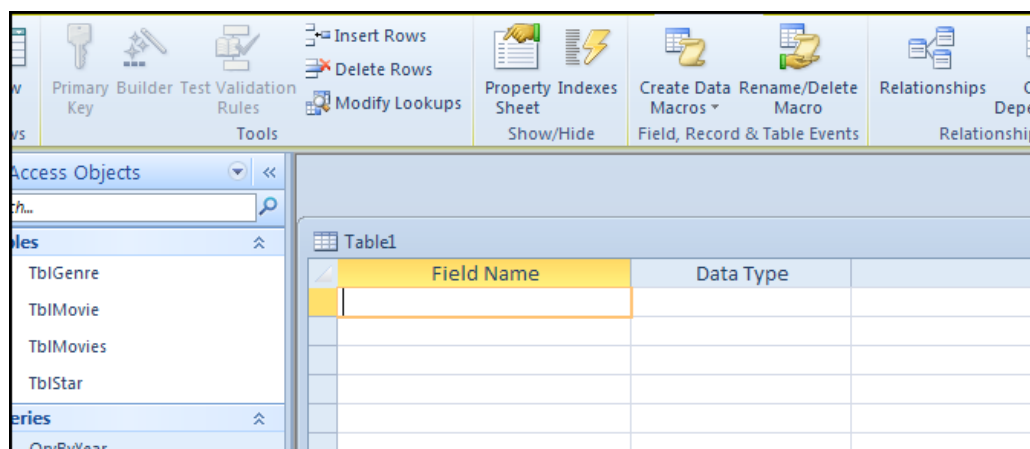 Insert Rows
Delete Rows
Modify Lookups
Primary Key
Builder
Test Validation Rules
Property Sheet
Indexes
Create Data Macros
Rename/Delete Macro
Relationships
Tools
Show/Hide
Field, Record & Table Events
Access Objects
Table1
Field Name
Data Type
TblGenre
TblMovie
TblMovies
TblStar
QryByYear